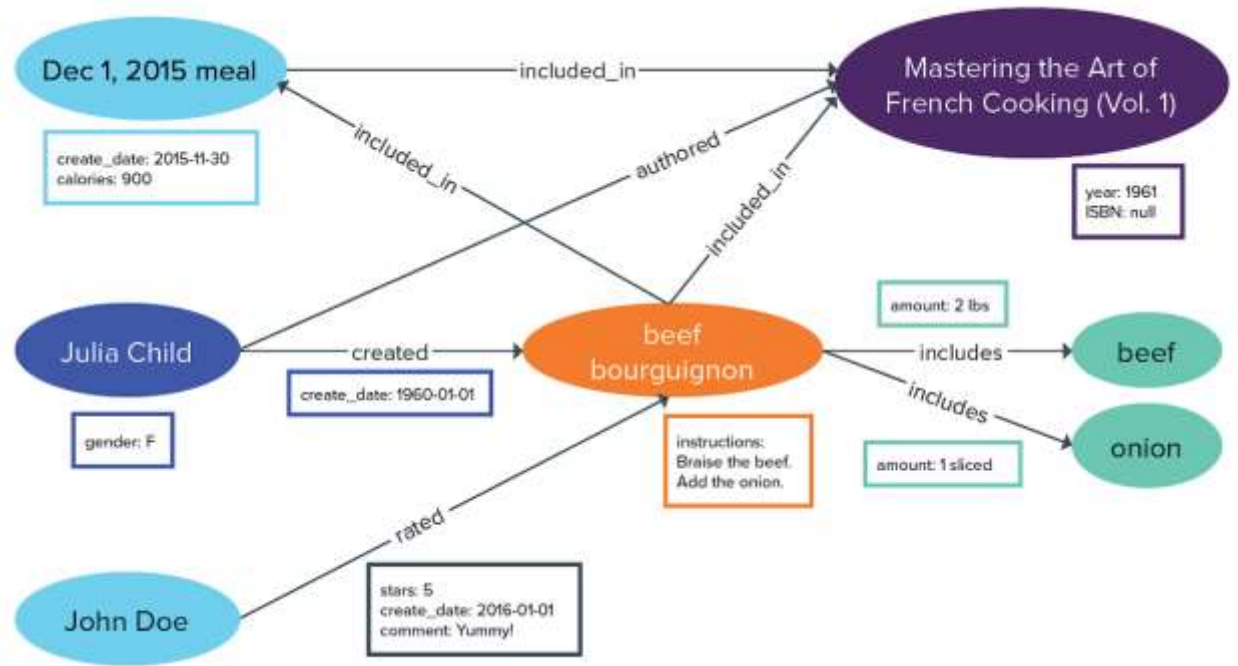 Dec 1, 2015 meal
included_in
Mastering the Art of
French Cooking (Vol. 1)
create_date: 2015-11-30
calories: 900
included_in
authored
included_in
year: 1961
ISBN: null
Julia Child
created
create_date: 1960-01-01
gender: F
beef
bourguignon
amount: 2 lbs
includes
beef
includes
onion
amount: 1 sliced
instructions:
Braise the beef.
Add the onion.
rated
John Doe
stars: 5
create_date: 2016-01-01
comment: Yummy!